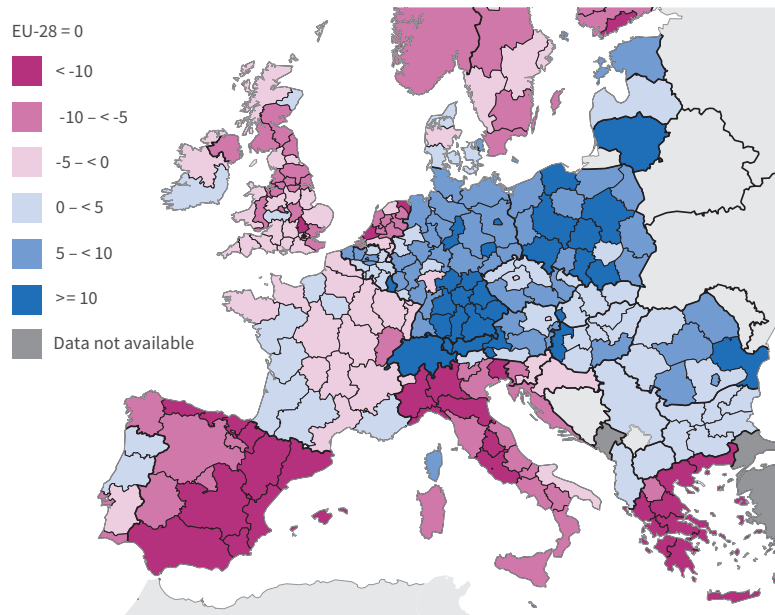 EU-28 = 0
< -10
-10 – < -5
-5 – < 0
0 – < 5
5 – < 10
>= 10
Data not available